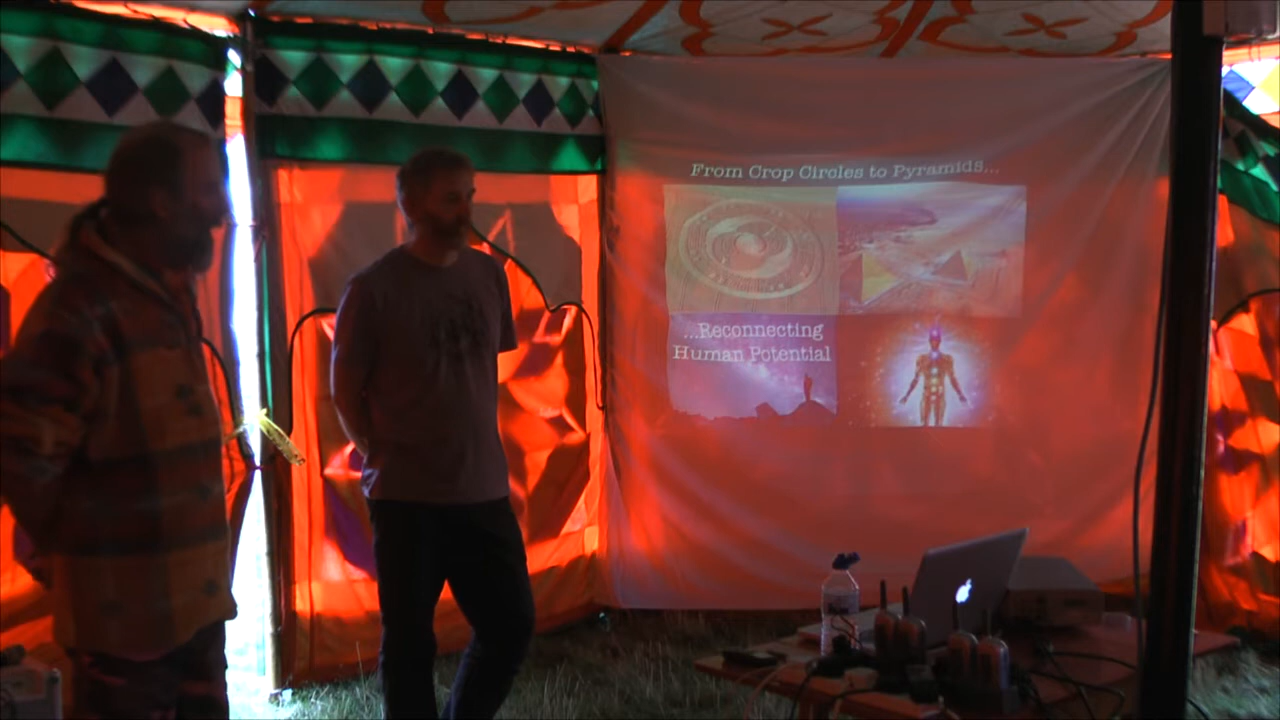 From Crop Circles to Pyramids...
...Reconnecting
Human Potential